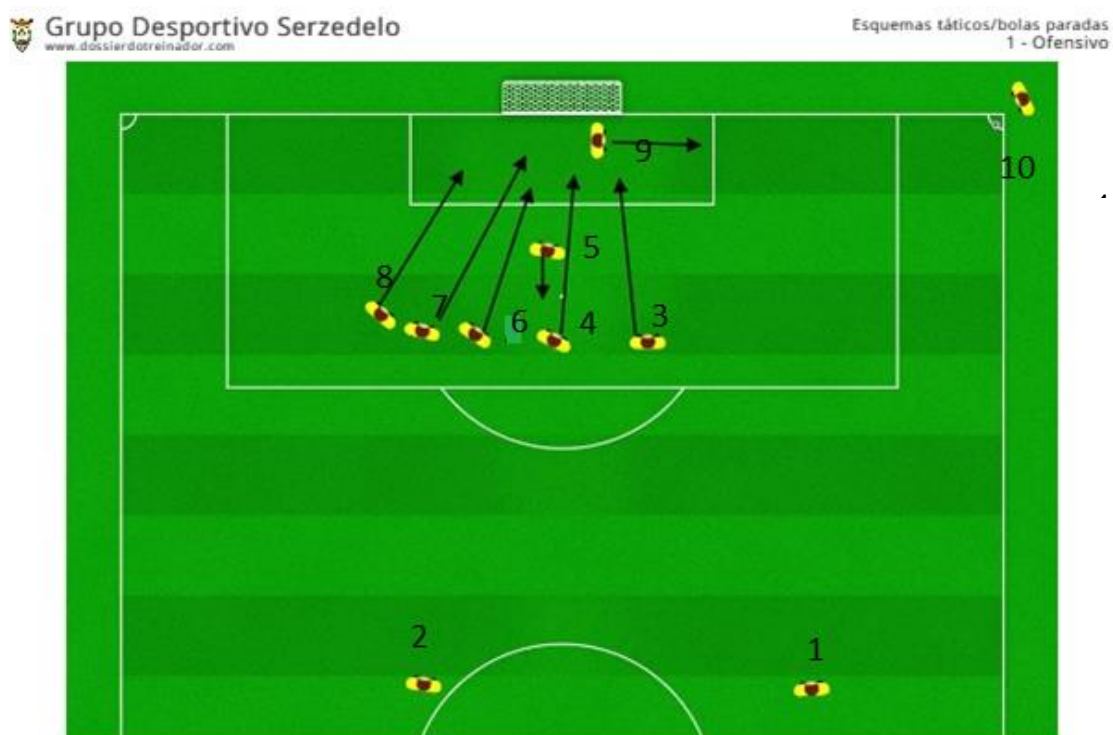 Grupo Desportivo Serzedelo
www.dossierdotreinador.com
Esquemas táticos/bolas paradas
1 - Ofensivo
9
10
5
8
7
6
4
3
2
1